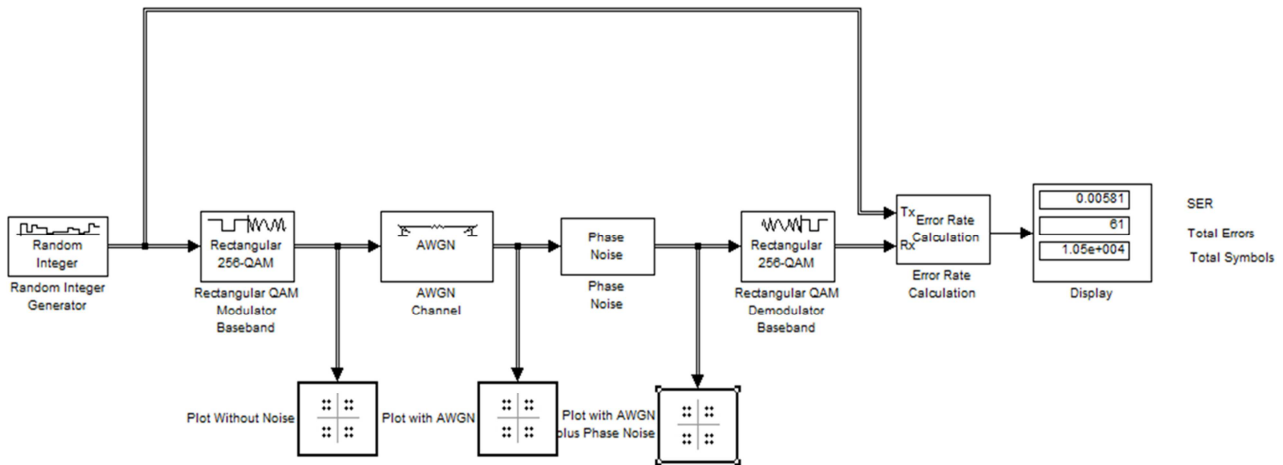 Random
Integer
Random Integer
Generator
Rectangular
256-QAM
Rectangular QAM
Modulator
Baseband
AWGN
AWGN
Channel
Phase
Noise
Phase
Noise
Rectangular
256-QAM
Rectangular QAM
Demodulator
Baseband
Tx
Rx
Error Rate
Calculation
Error Rate
Calculation
0.00581
61
1.05e+004
Display
SER
Total Errors
Total Symbols
Plot Without Noise
Plot with AWGN
Plot with AWGN
plus Phase Noise